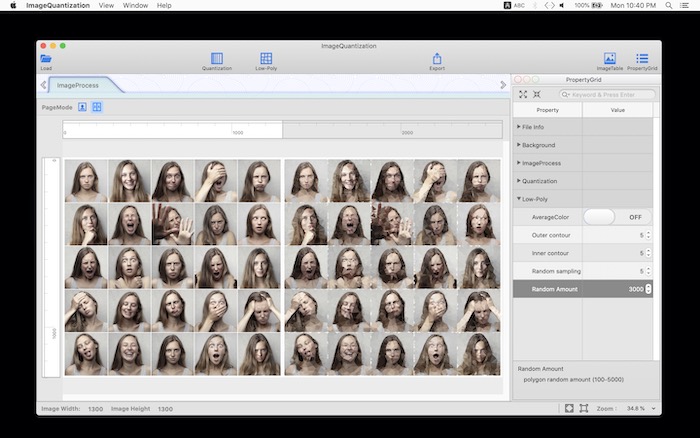 ImageQuantization File View Window Help A ABC 100% Mon 10:40 PM
ImageQuantization
Load Quantization Low-Poly Export ImageTable PropertyGrid
ImageProcess
PageMode
0 1000 2000
0
1000
PropertyGrid
Keyword & Press Enter
Property Value
File Info
Background
ImageProcess
Quantization
Low-Poly
AverageColor OFF
Outer contour 5
Inner contour 5
Random sampling 5
Random Amount 3000
Random Amount
polygon random amount (100-5000)
Image Width: 1300 Image Height 1300 Zoom : 34.8 %